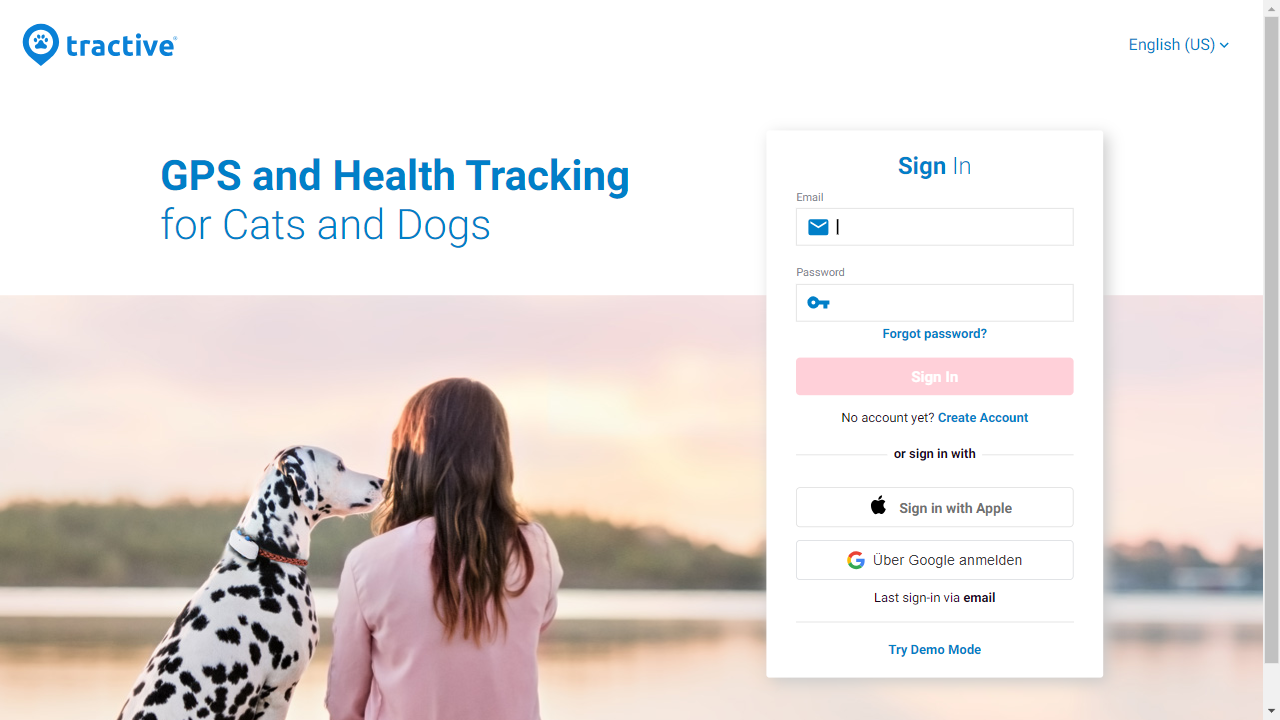 tractive®
English (US)
GPS and Health Tracking
for Cats and Dogs
Sign In
Email
Password
Forgot password?
Sign In
No account yet? Create Account
or sign in with
Sign in with Apple
Über Google anmelden
Last sign-in via email
Try Demo Mode